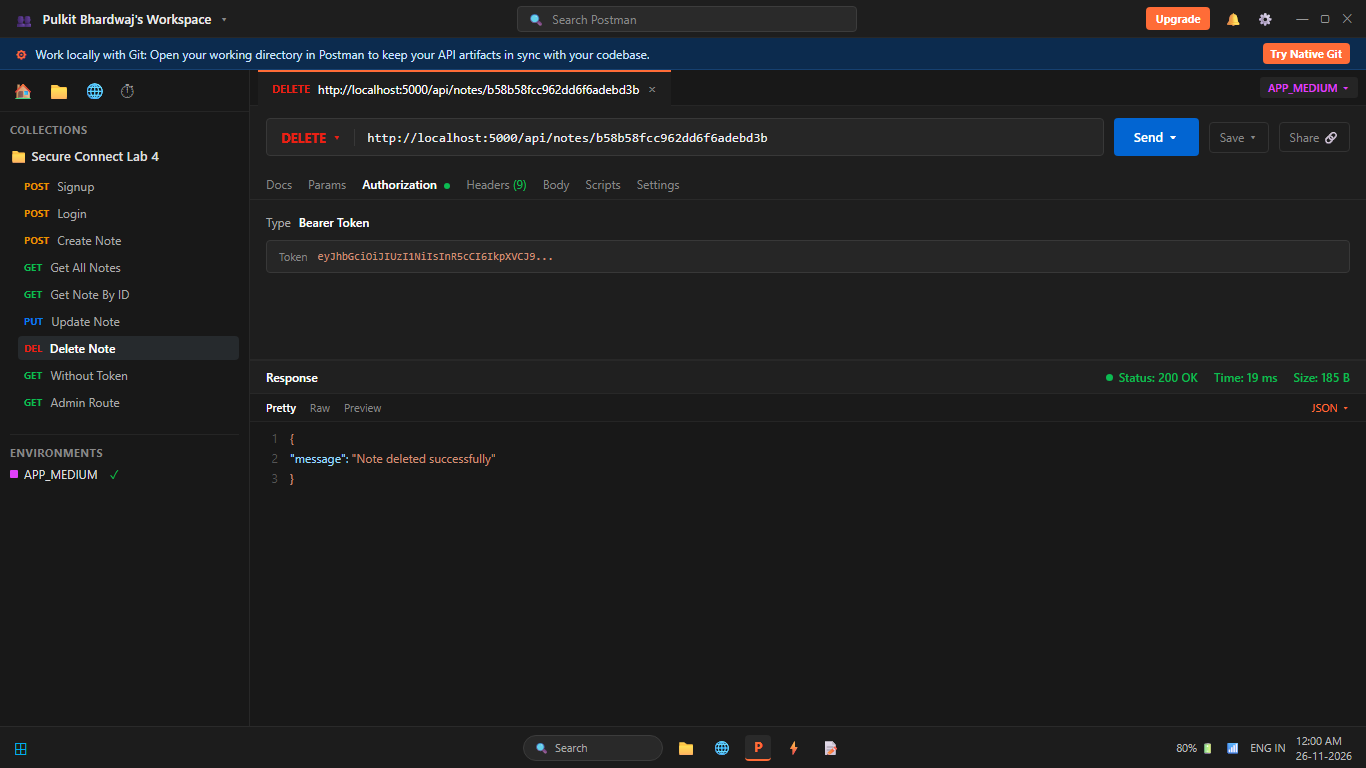 Pulkit Bhardwaj's Workspace
Search Postman
Upgrade
Work locally with Git: Open your working directory in Postman to keep your API artifacts in sync with your codebase.
Try Native Git
DELETE http://localhost:5000/api/notes/b58b58fcc962dd6f6adebd3b ×
APP_MEDIUM
COLLECTIONS
Secure Connect Lab 4
POST Signup
POST Login
POST Create Note
GET Get All Notes
GET Get Note By ID
PUT Update Note
DEL Delete Note
GET Without Token
GET Admin Route
ENVIRONMENTS
APP_MEDIUM ✓
DELETE http://localhost:5000/api/notes/b58b58fcc962dd6f6adebd3b
Send
Save
Share
Docs Params Authorization Headers (9) Body Scripts Settings
Type Bearer Token
Token eyJhbGciOiJIUzI1NiIsInR5cCI6IkpXVCJ9...
Response
Status: 200 OK Time: 19 ms Size: 185 B
Pretty Raw Preview
JSON
1 {
2 "message": "Note deleted successfully"
3 }
Search
P
80%
ENG IN
12:00 AM
26-11-2026